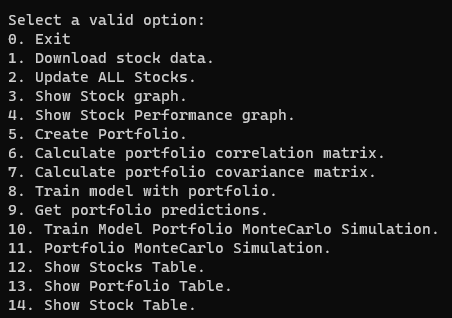 Select a valid option:
0. Exit
1. Download stock data.
2. Update ALL Stocks.
3. Show Stock graph.
4. Show Stock Performance graph.
5. Create Portfolio.
6. Calculate portfolio correlation matrix.
7. Calculate portfolio covariance matrix.
8. Train model with portfolio.
9. Get portfolio predictions.
10. Train Model Portfolio MonteCarlo Simulation.
11. Portfolio MonteCarlo Simulation.
12. Show Stocks Table.
13. Show Portfolio Table.
14. Show Stock Table.